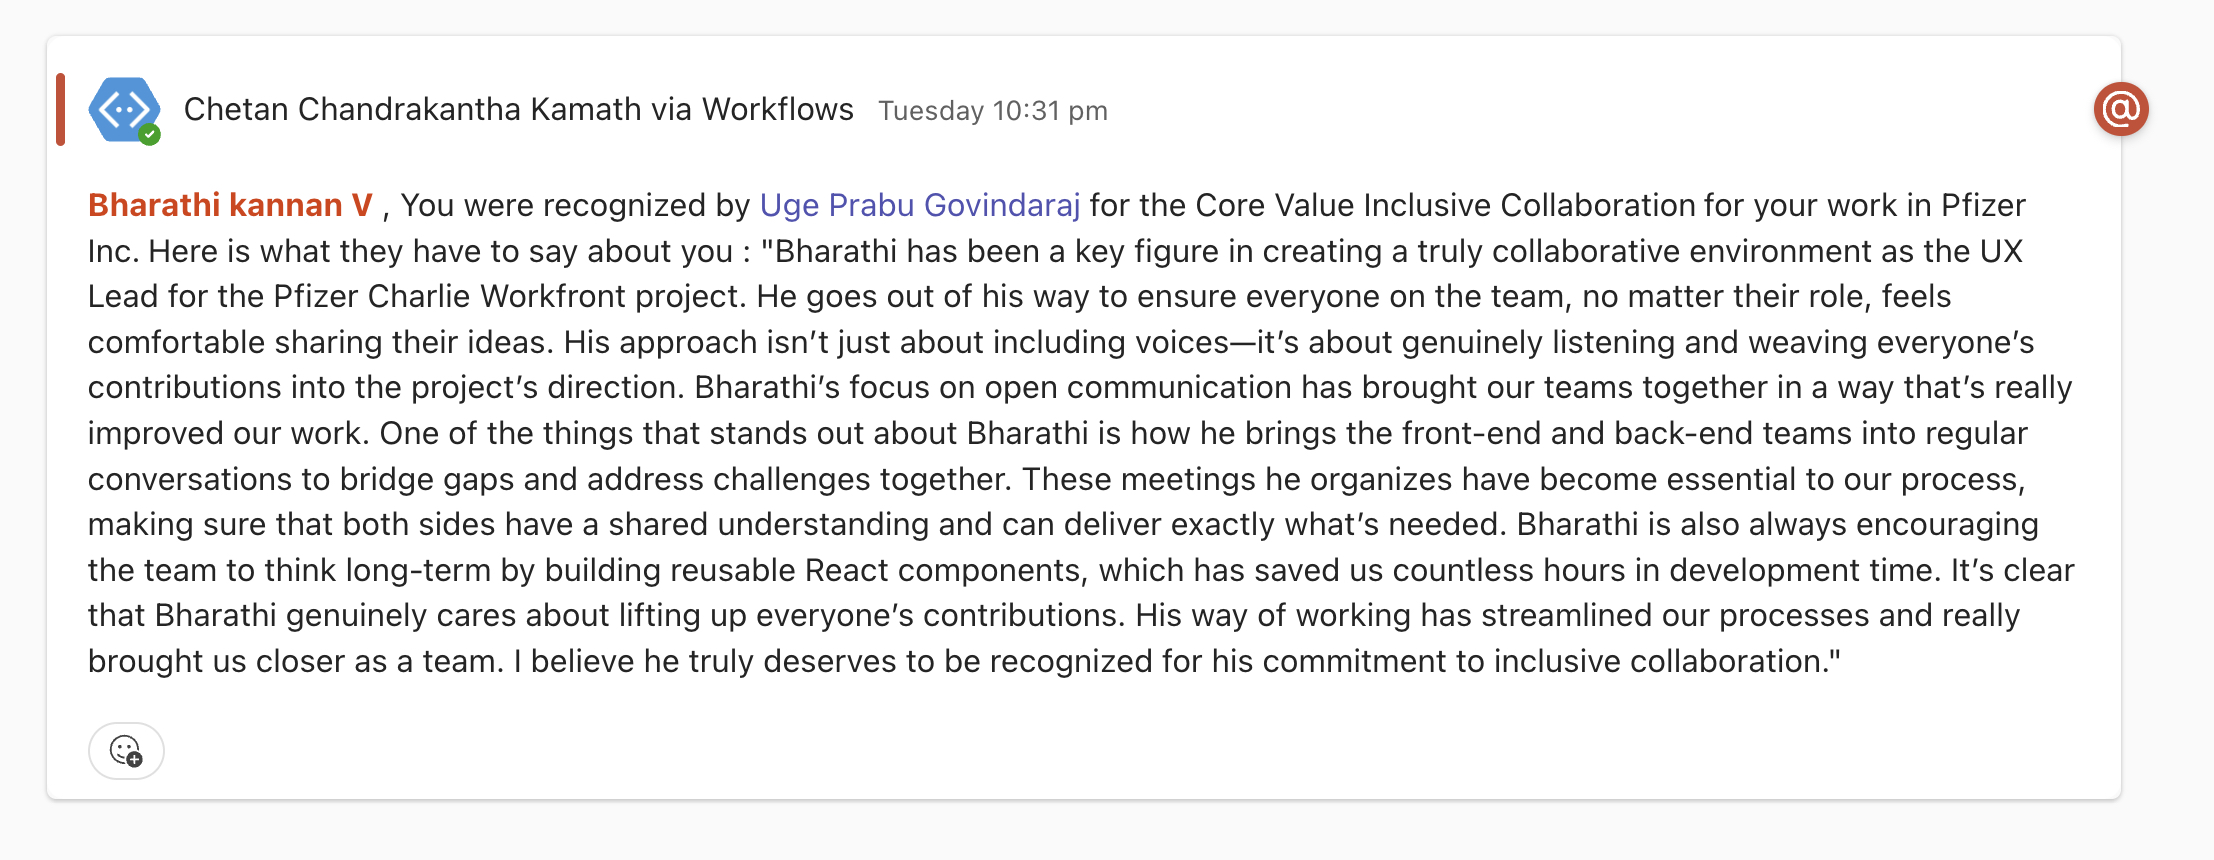 Chetan Chandrakantha Kamath via Workflows Tuesday 10:31 pm
@
Bharathi kannan V , You were recognized by Uge Prabu Govindaraj for the Core Value Inclusive Collaboration for your work in Pfizer
Inc. Here is what they have to say about you : "Bharathi has been a key figure in creating a truly collaborative environment as the UX
Lead for the Pfizer Charlie Workfront project. He goes out of his way to ensure everyone on the team, no matter their role, feels
comfortable sharing their ideas. His approach isn’t just about including voices—it’s about genuinely listening and weaving everyone’s
contributions into the project’s direction. Bharathi’s focus on open communication has brought our teams together in a way that’s really
improved our work. One of the things that stands out about Bharathi is how he brings the front-end and back-end teams into regular
conversations to bridge gaps and address challenges together. These meetings he organizes have become essential to our process,
making sure that both sides have a shared understanding and can deliver exactly what’s needed. Bharathi is also always encouraging
the team to think long-term by building reusable React components, which has saved us countless hours in development time. It’s clear
that Bharathi genuinely cares about lifting up everyone’s contributions. His way of working has streamlined our processes and really
brought us closer as a team. I believe he truly deserves to be recognized for his commitment to inclusive collaboration."